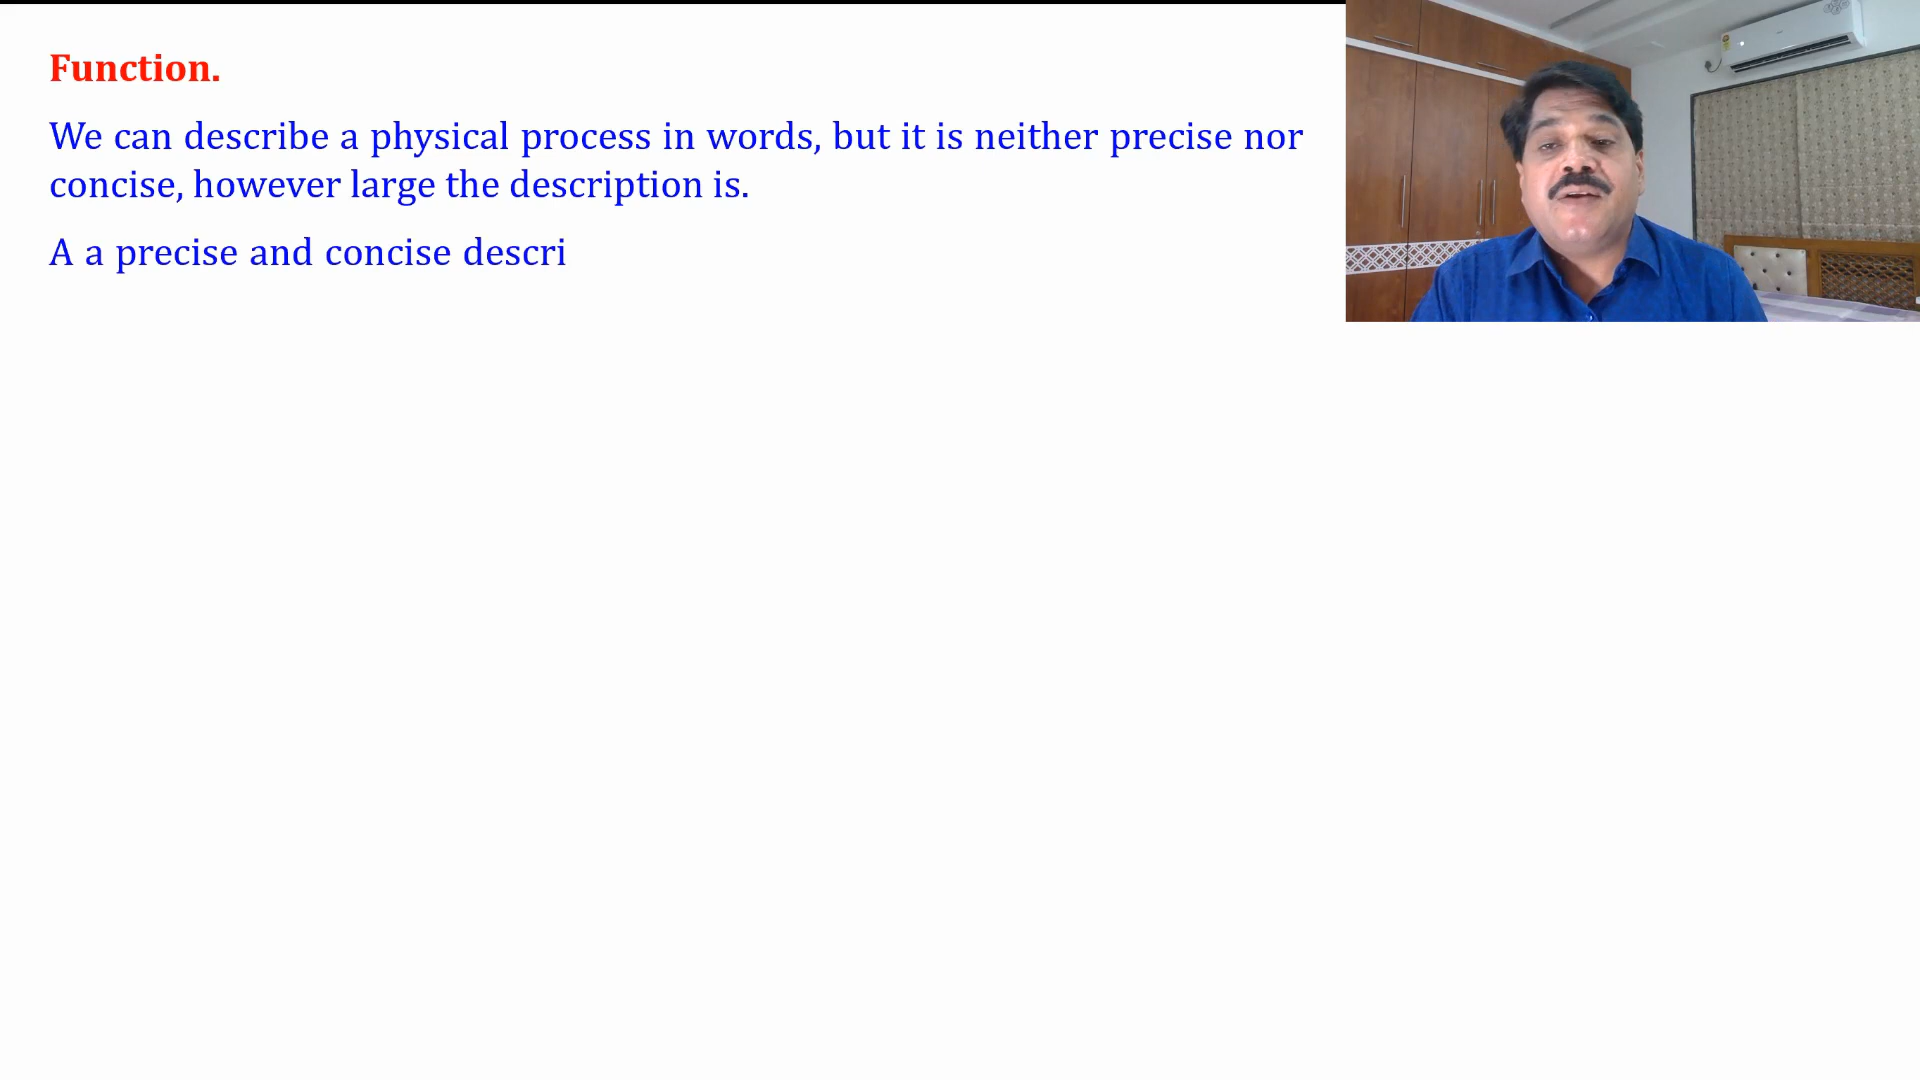 Function.
We can describe a physical process in words, but it is neither precise nor
concise, however large the description is.
A a precise and concise descri